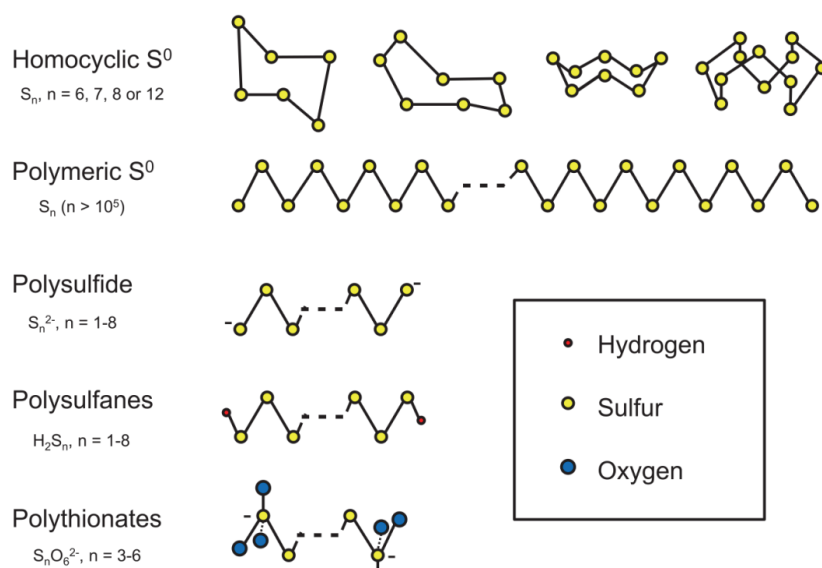 Homocyclic S⁰
Sₙ, n = 6, 7, 8 or 12
Polymeric S⁰
Sₙ (n > 10⁵)
Polysulfide
Sₙ²⁻, n = 1-8
Polysulfanes
H₂Sₙ, n = 1-8
Polythionates
SₙO₆²⁻, n = 3-6
Hydrogen
Sulfur
Oxygen